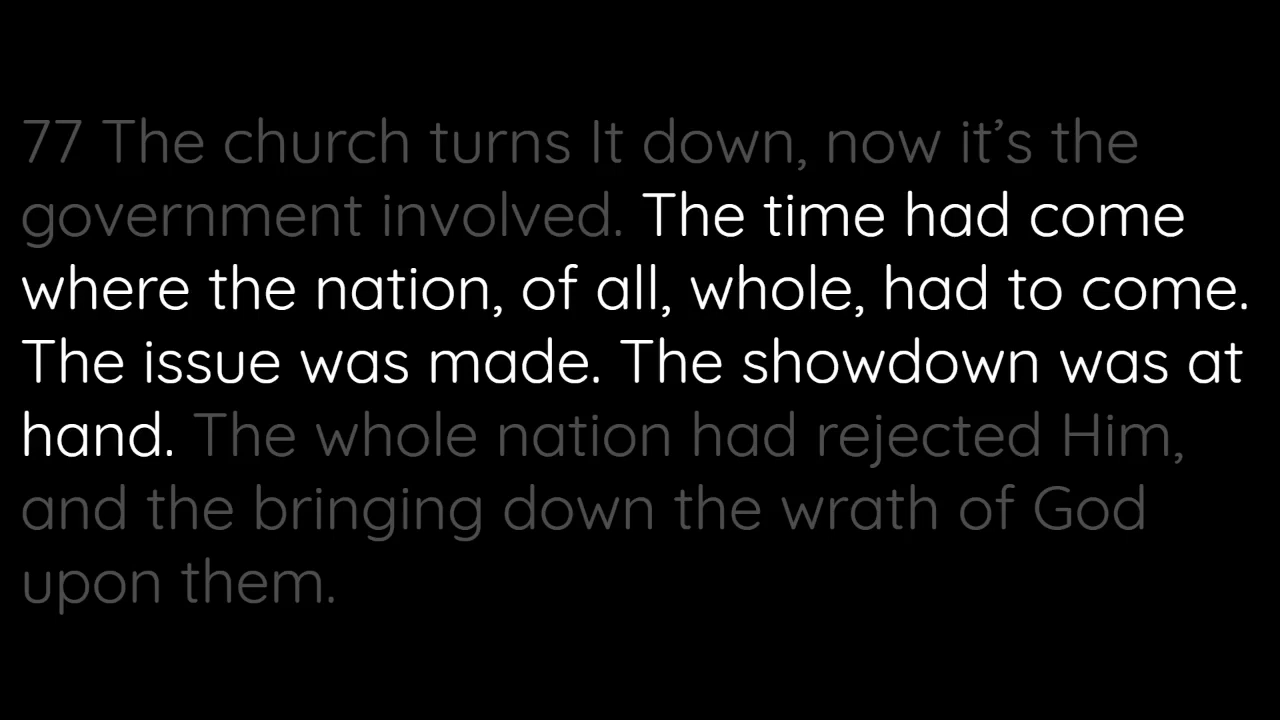 77 The church turns It down, now it’s the
government involved. The time had come
where the nation, of all, whole, had to come.
The issue was made. The showdown was at
hand. The whole nation had rejected Him,
and the bringing down the wrath of God
upon them.